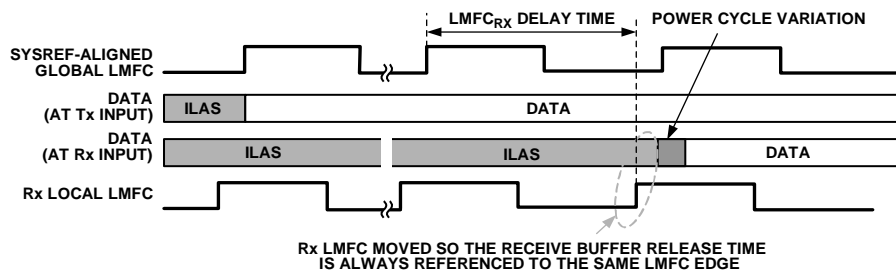 LMFCRX DELAY TIME
POWER CYCLE VARIATION
SYSREF-ALIGNED
GLOBAL LMFC
DATA
(AT Tx INPUT)
ILAS
DATA
DATA
(AT Rx INPUT)
ILAS
ILAS
DATA
Rx LOCAL LMFC
Rx LMFC MOVED SO THE RECEIVE BUFFER RELEASE TIME
IS ALWAYS REFERENCED TO THE SAME LMFC EDGE